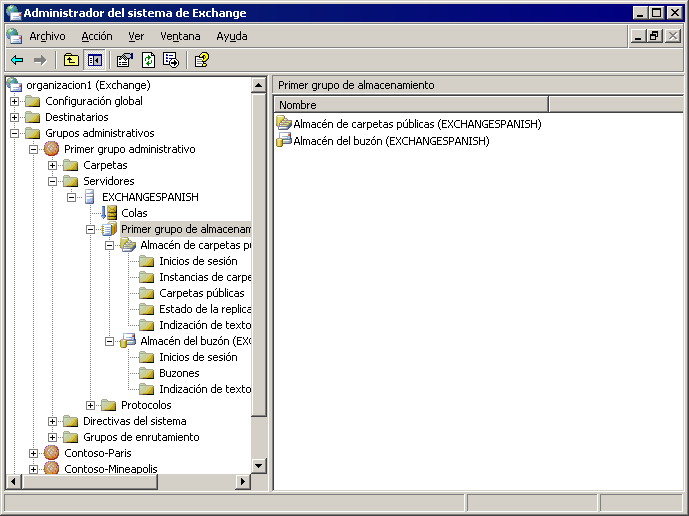 Administrador del sistema de Exchange
Archivo Acción Ver Ventana Ayuda
organizacion1 (Exchange)
Configuración global
Destinatarios
Grupos administrativos
Primer grupo administrativo
Carpetas
Servidores
EXCHANGESPANISH
Colas
Primer grupo de almacenam
Almacén de carpetas pú
Inicios de sesión
Instancias de carpe
Carpetas públicas
Estado de la replica
Indización de texto
Almacén del buzón (EXC
Inicios de sesión
Buzones
Indización de texto
Protocolos
Directivas del sistema
Grupos de enrutamiento
Contoso-Paris
Contoso-Mineapolis
Primer grupo de almacenamiento
Nombre
Almacén de carpetas públicas (EXCHANGESPANISH)
Almacén del buzón (EXCHANGESPANISH)